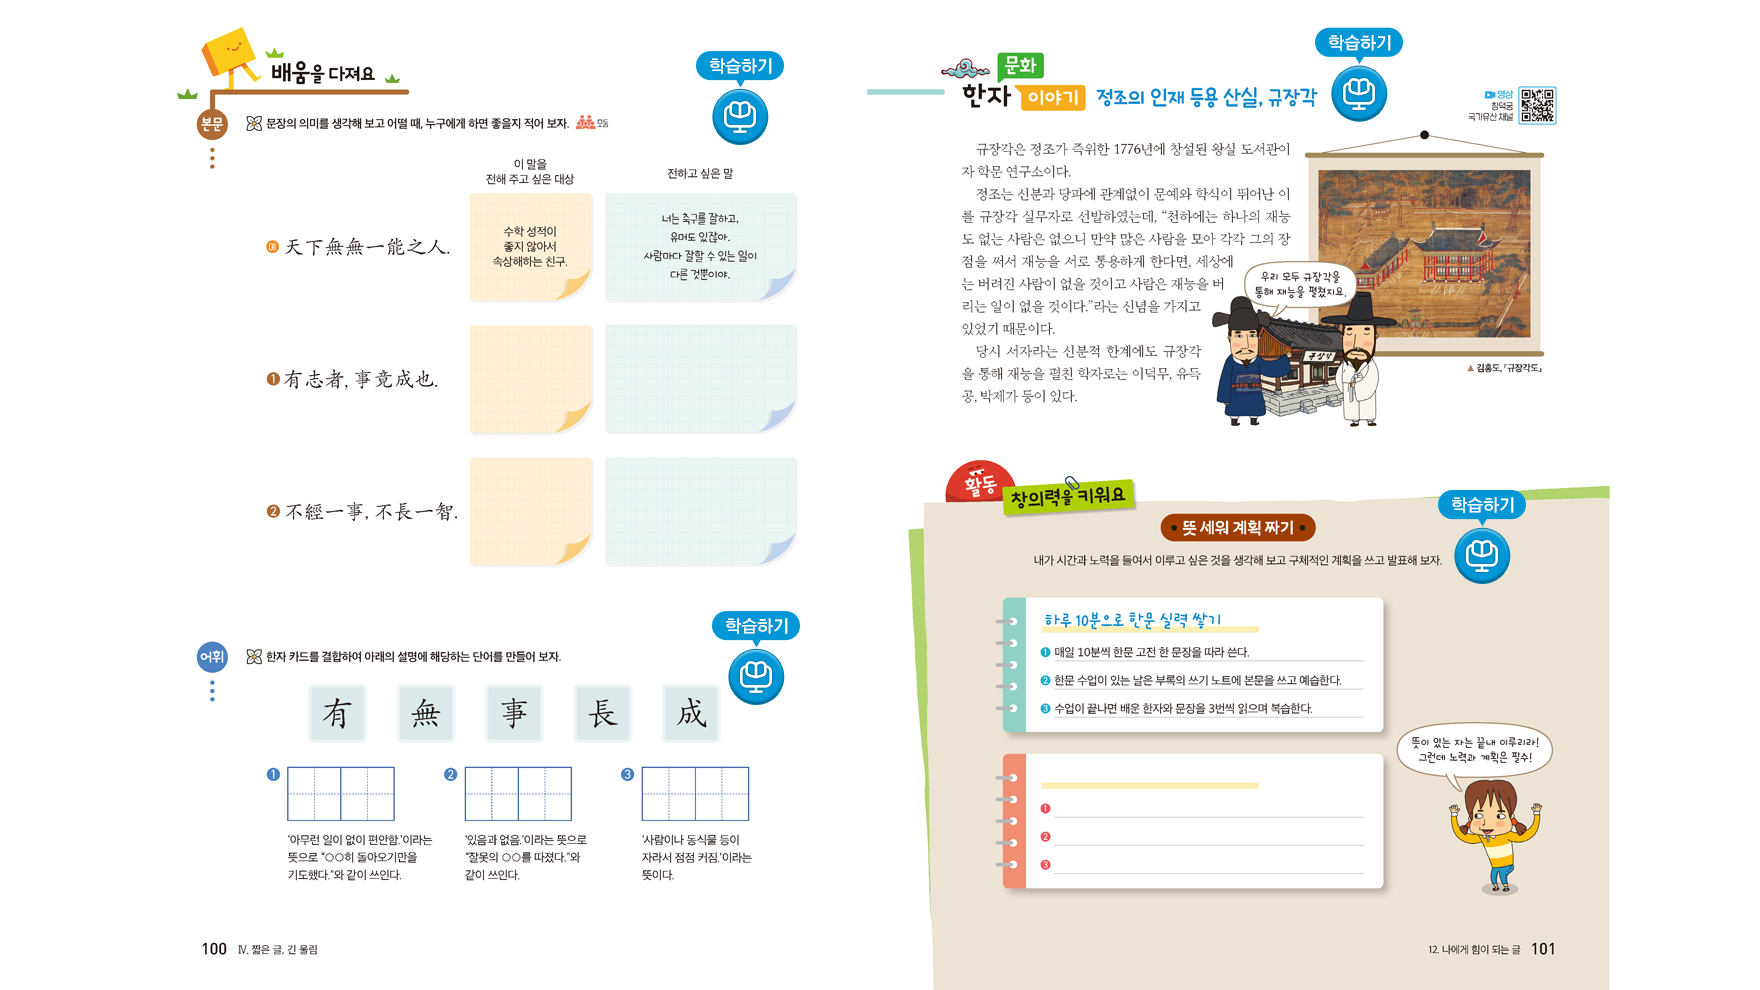 배움을 다져요
학습하기
본문
문장의 의미를 생각해 보고 어떨 때, 누구에게 하면 좋을지 적어 보자.
모둠
이 말을
전해 주고 싶은 대상
전하고 싶은 말
예 天下無無一能之人.
수학 성적이
좋지 않아서
속상해하는 친구.
너는 축구를 잘하고,
유머도 있잖아.
사람마다 잘할 수 있는 일이
다른 것뿐이야.
1 有志者, 事竟成也.
2 不經一事, 不長一智.
학습하기
어휘
한자 카드를 결합하여 아래의 설명에 해당하는 단어를 만들어 보자.
有 無 事 長 成
1
'아무런 일이 없이 편안함.'이라는
뜻으로 "○○히 돌아오기만을
기도했다."와 같이 쓰인다.
2
'있음과 없음.'이라는 뜻으로
"잘못의 ○○를 따졌다."와
같이 쓰인다.
3
'사람이나 동식물 등이
자라서 점점 커짐.'이라는
뜻이다.
100 Ⅳ. 짧은 글, 긴 울림
학습하기
문화
한자 이야기 정조의 인재 등용 산실, 규장각
영상
창덕궁
국가유산 채널
규장각은 정조가 즉위한 1776년에 창설된 왕실 도서관이
자 학문 연구소이다.
정조는 신분과 당파에 관계없이 문예와 학식이 뛰어난 이
를 규장각 실무자로 선발하였는데, "천하에는 하나의 재능
도 없는 사람은 없으니 만약 많은 사람을 모아 각각 그의 장
점을 써서 재능을 서로 통용하게 한다면, 세상에
는 버려진 사람이 없을 것이고 사람은 재능을 버
리는 일이 없을 것이다."라는 신념을 가지고
있었기 때문이다.
당시 서자라는 신분적 한계에도 규장각
을 통해 재능을 펼친 학자로는 이덕무, 유득
공, 박제가 등이 있다.
우리 모두 규장각을
통해 재능을 펼쳤지요.
규장각
▲ 김홍도, 「규장각도」
활동
창의력을 키워요
학습하기
• 뜻 세워 계획 짜기 •
내가 시간과 노력을 들여서 이루고 싶은 것을 생각해 보고 구체적인 계획을 쓰고 발표해 보자.
하루 10분으로 한문 실력 쌓기
1 매일 10분씩 한문 고전 한 문장을 따라 쓴다.
2 한문 수업이 있는 날은 부록의 쓰기 노트에 본문을 쓰고 예습한다.
3 수업이 끝나면 배운 한자와 문장을 3번씩 읽으며 복습한다.
1
2
3
뜻이 있는 자는 끝내 이루리라!
그런데 노력과 계획은 필수!
12. 나에게 힘이 되는 글 101